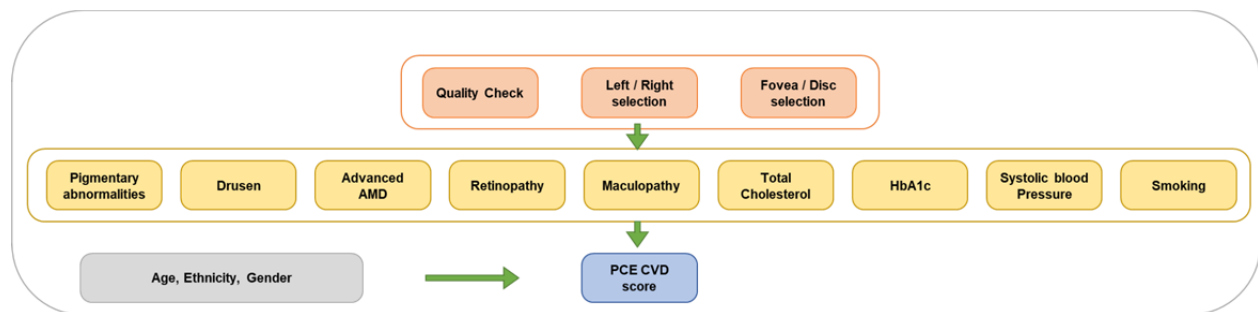 Quality Check
Left / Right
selection
Fovea / Disc
selection
Pigmentary
abnormalities
Drusen
Advanced
AMD
Retinopathy
Maculopathy
Total
Cholesterol
HbA1c
Systolic blood
Pressure
Smoking
Age, Ethnicity, Gender
PCE CVD
score